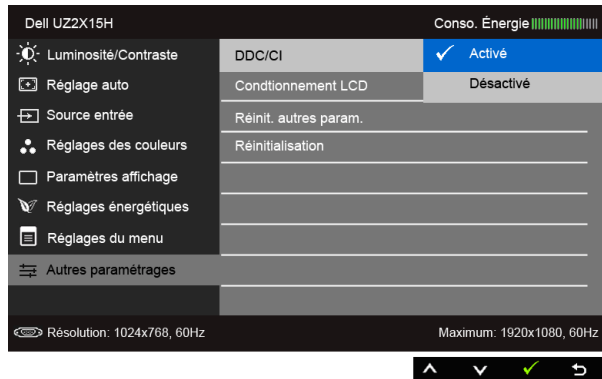 Dell UZ2X15H Conso. Énergie
Luminosité/Contraste DDC/CI Activé
Réglage auto Condtionnement LCD Désactivé
Source entrée Réinit. autres param.
Réglages des couleurs Réinitialisation
Paramètres affichage
Réglages énergétiques
Réglages du menu
Autres paramétrages
Résolution: 1024x768, 60Hz Maximum: 1920x1080, 60Hz